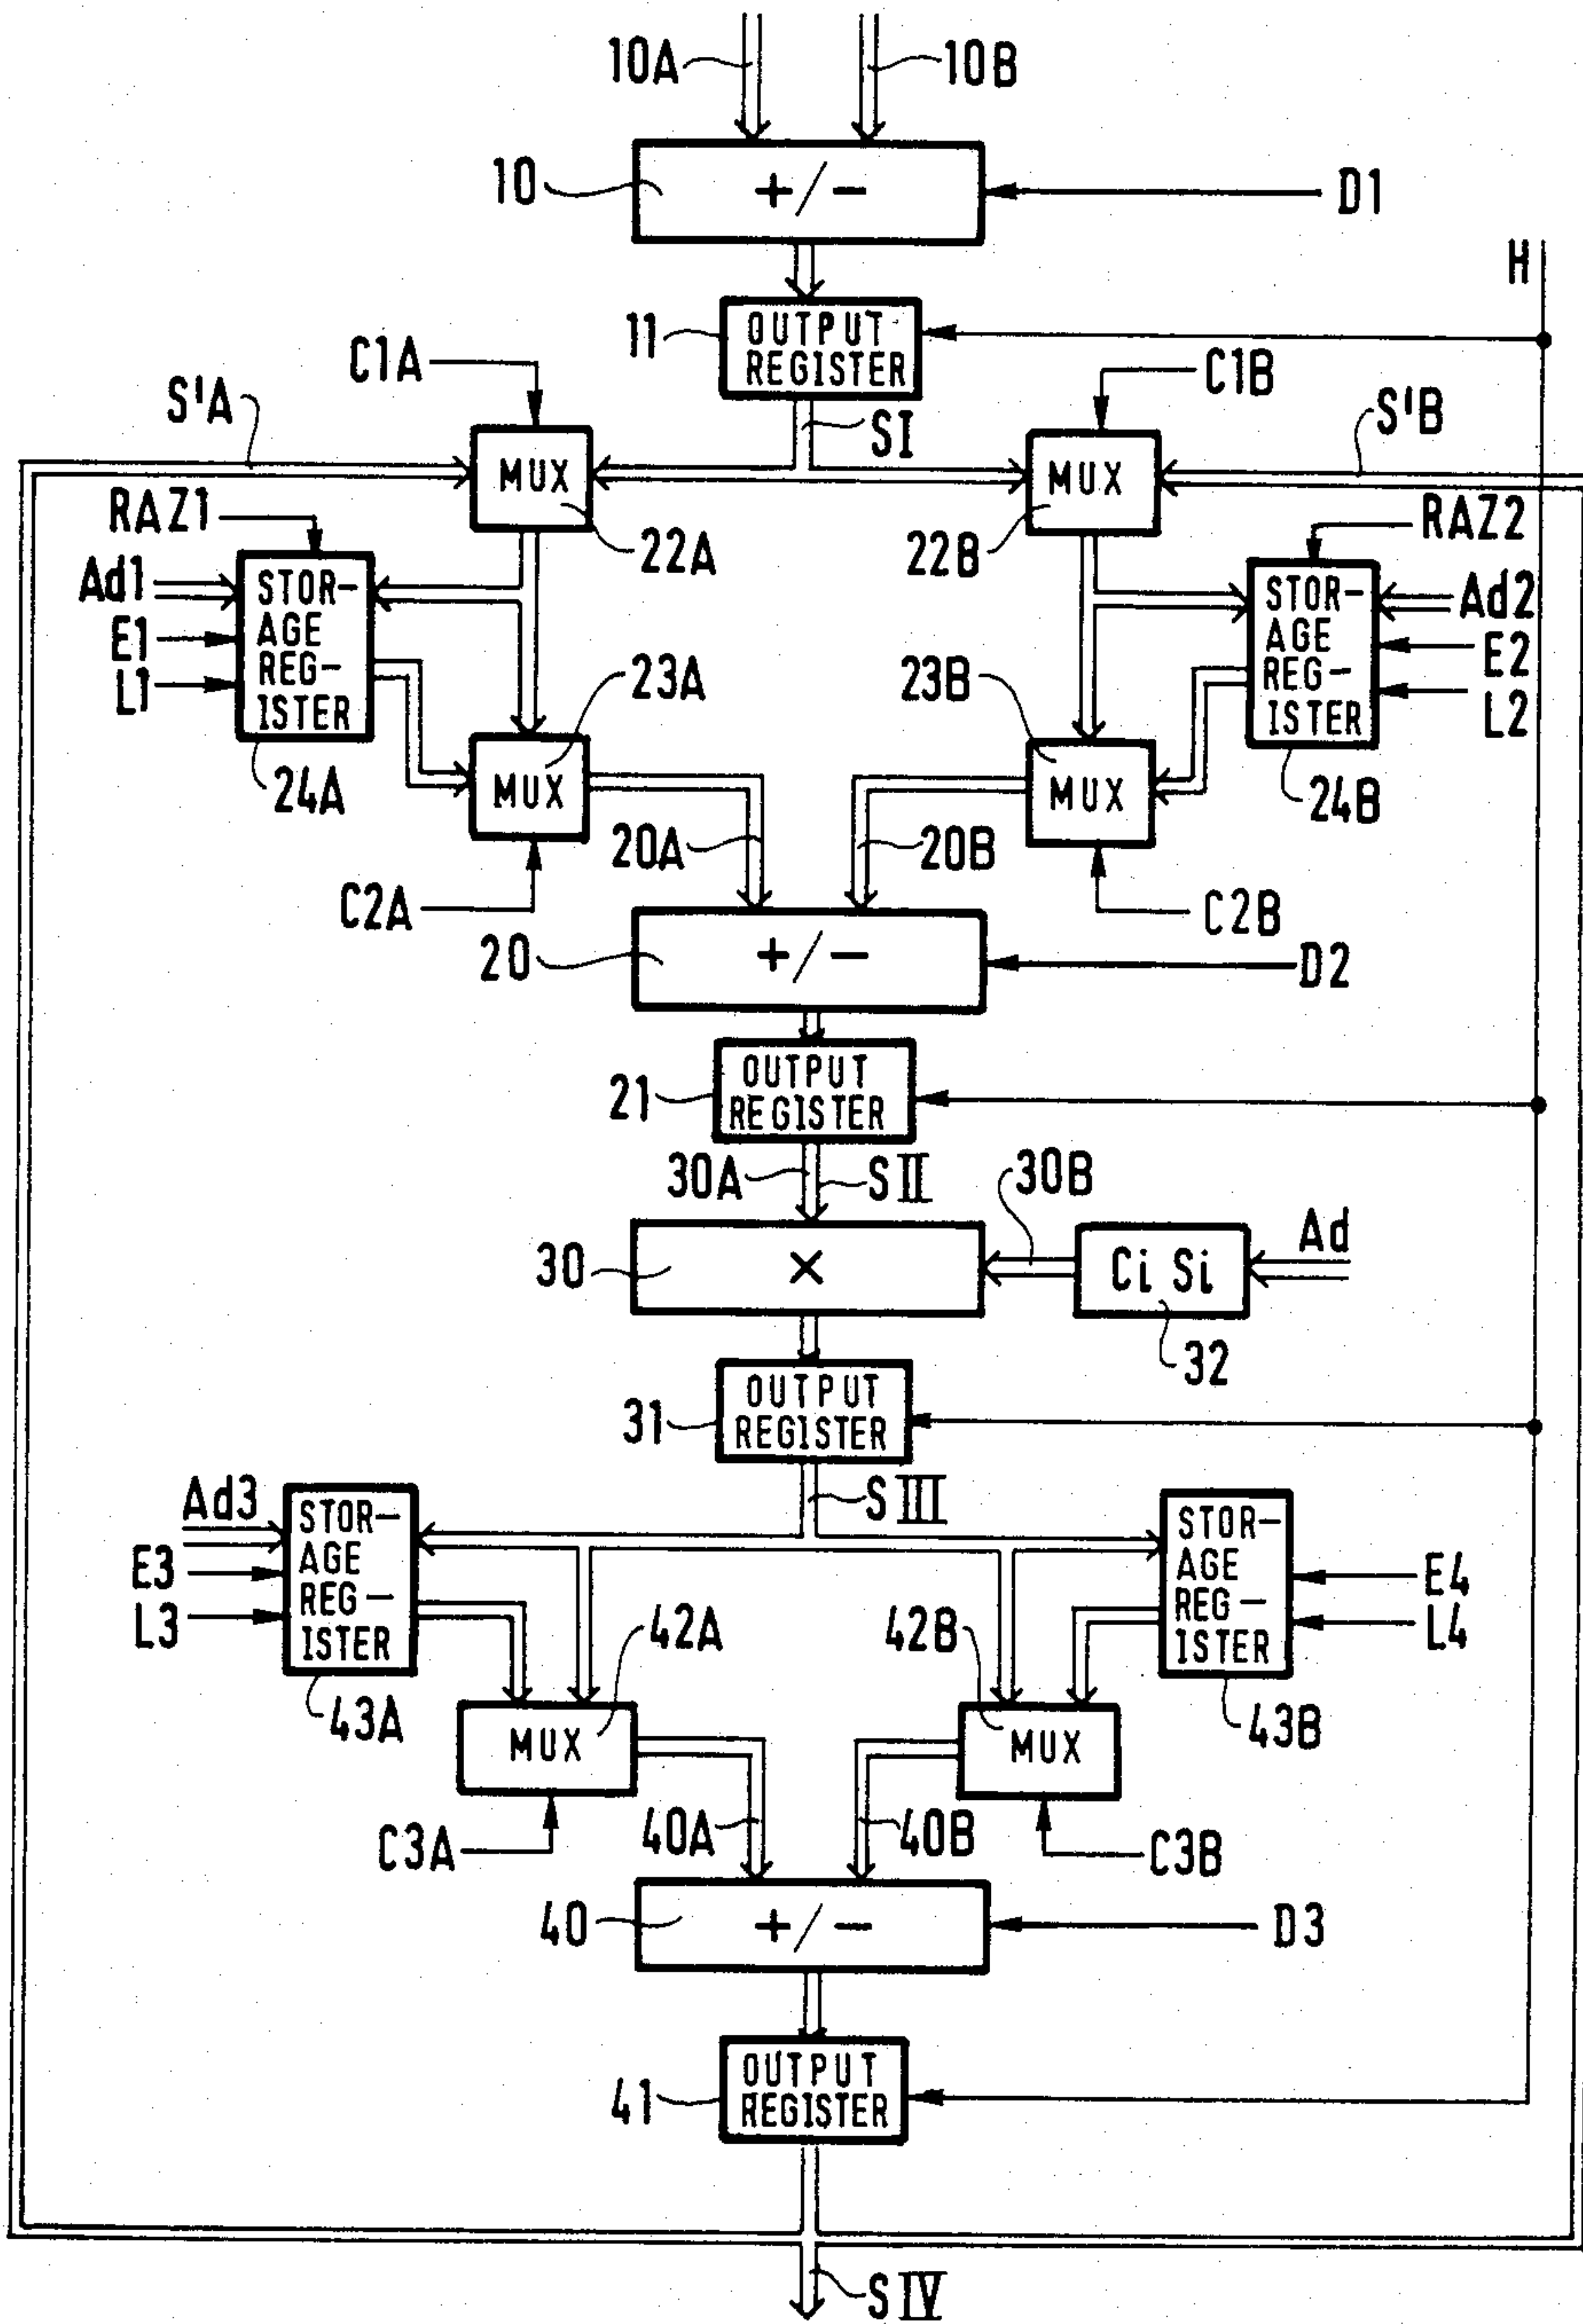 10A
10B
10
+/−
D1
H
11
OUTPUT
REGISTER
C1A
C1B
S'A
SI
S'B
MUX
MUX
RAZ1
22A
22B
RAZ2
Ad1
STOR-
AGE
REG-
ISTER
STOR-
AGE
REG-
ISTER
Ad2
E1
E2
L1
L2
23A
23B
24A
MUX
MUX
24B
20A
20B
C2A
C2B
20
+/−
D2
21
OUTPUT
REGISTER
30A
SII
30B
Ad
30
×
Ci Si
32
31
OUTPUT
REGISTER
SIII
Ad3
STOR-
AGE
REG-
ISTER
STOR-
AGE
REG-
ISTER
E3
E4
L3
L4
42A
42B
43A
MUX
MUX
43B
C3A
40A
40B
C3B
40
+/−
D3
41
OUTPUT
REGISTER
SIV